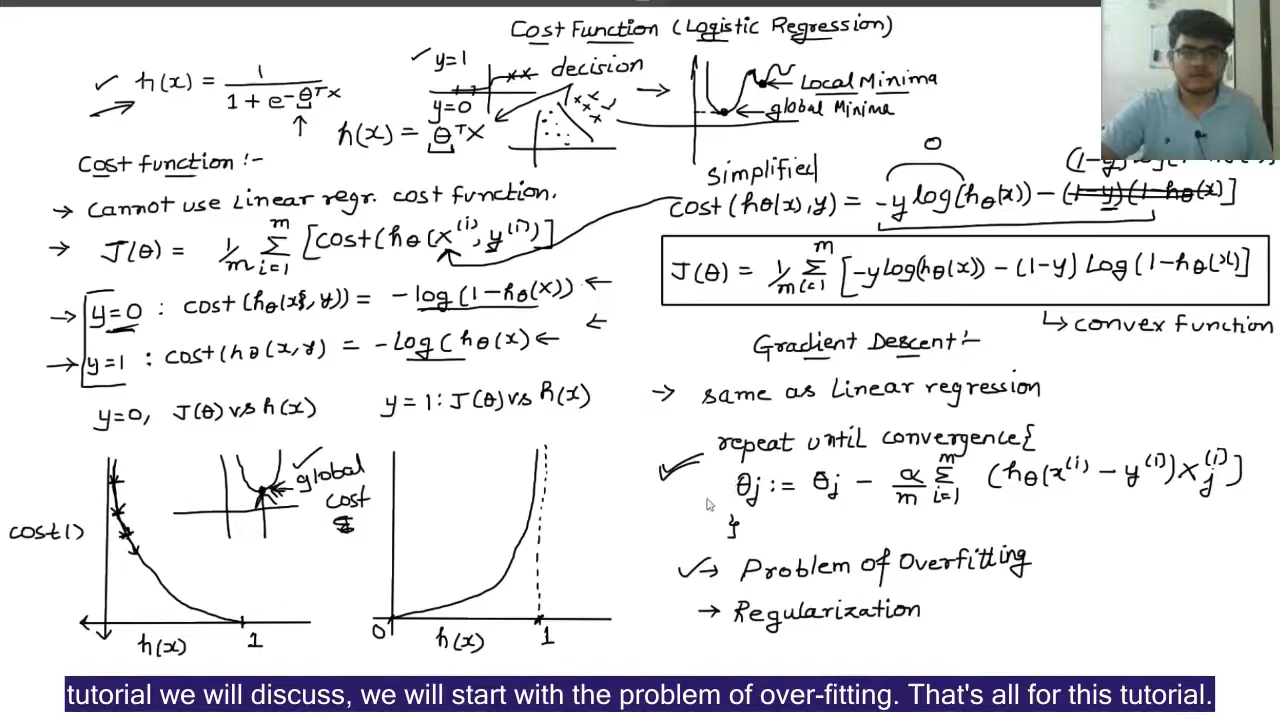 Cost Function (Logistic Regression)
h(x) = 1 / 1 + e^-θ^T x
y=1
y=0
decision
Local Minima
global Minima
h(x) = θ^T X
Cost function :-
→ Cannot use Linear regr. cost function.
→ J(θ) = 1/m Σ_{i=1}^m [cost(hθ(x^(i), y^(i))]
→ y=0 : cost(hθ(x), y)) = -log(1-hθ(x)) ←
→ y=1 : cost(hθ(x,y) = -Log(hθ(x) ←
y=0, J(θ) vs h(x)
y=1 : J(θ) vs h(x)
global
cost
cost()
h(x)
1
0
h(x)
1
Simplified
0
cost(hθ(x), y) = -y log(hθ(x)) - (1-y)(1-hθ(x)]
J(θ) = 1/m Σ_{i=1}^m [-y log(hθ(x)) - (1-y) Log(1-hθ(x)]
↳ convex function
Gradient Descent :-
→ same as Linear regression
repeat until convergence{
θj := θj - α/m Σ_{i=1}^m (hθ(x^(i) - y^(i)) X_j^(i)]
}
→ Problem of Overfitting
→ Regularization
tutorial we will discuss, we will start with the problem of over-fitting. That's all for this tutorial.